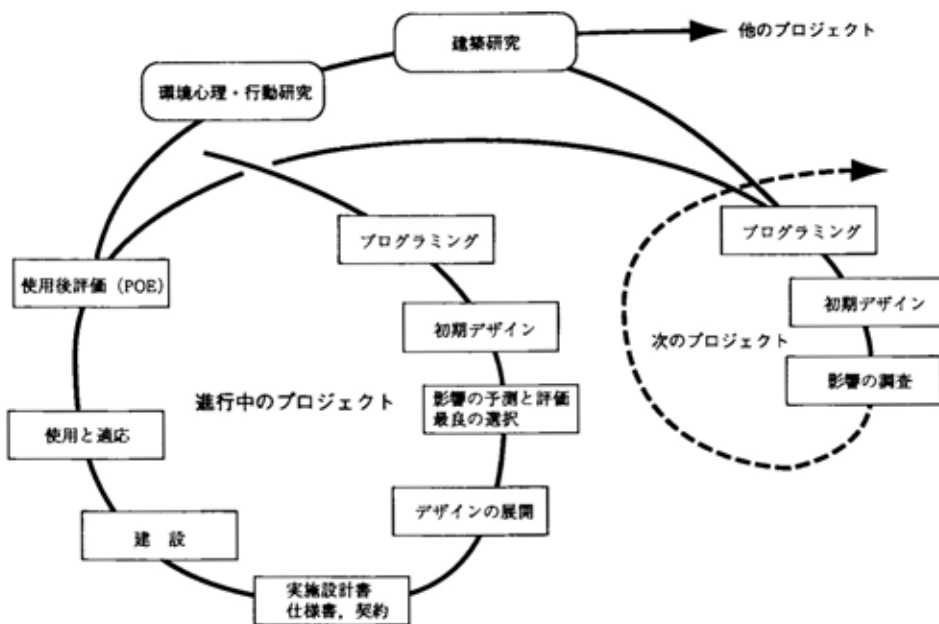 建築研究
他のプロジェクト
環境心理・行動研究
プログラミング
プログラミング
使用後評価（POE）
初期デザイン
初期デザイン
次のプロジェクト
影響の調査
進行中のプロジェクト
影響の予測と評価
最良の選択
使用と適応
デザインの展開
建　設
実施設計書
仕様書，契約